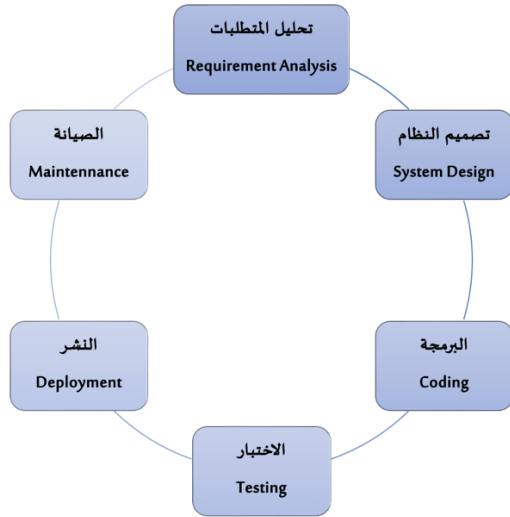 تحليل المتطلبات
Requirement Analysis
تصميم النظام
System Design
البرمجة
Coding
الاختبار
Testing
النشر
Deployment
الصيانة
Maintennance